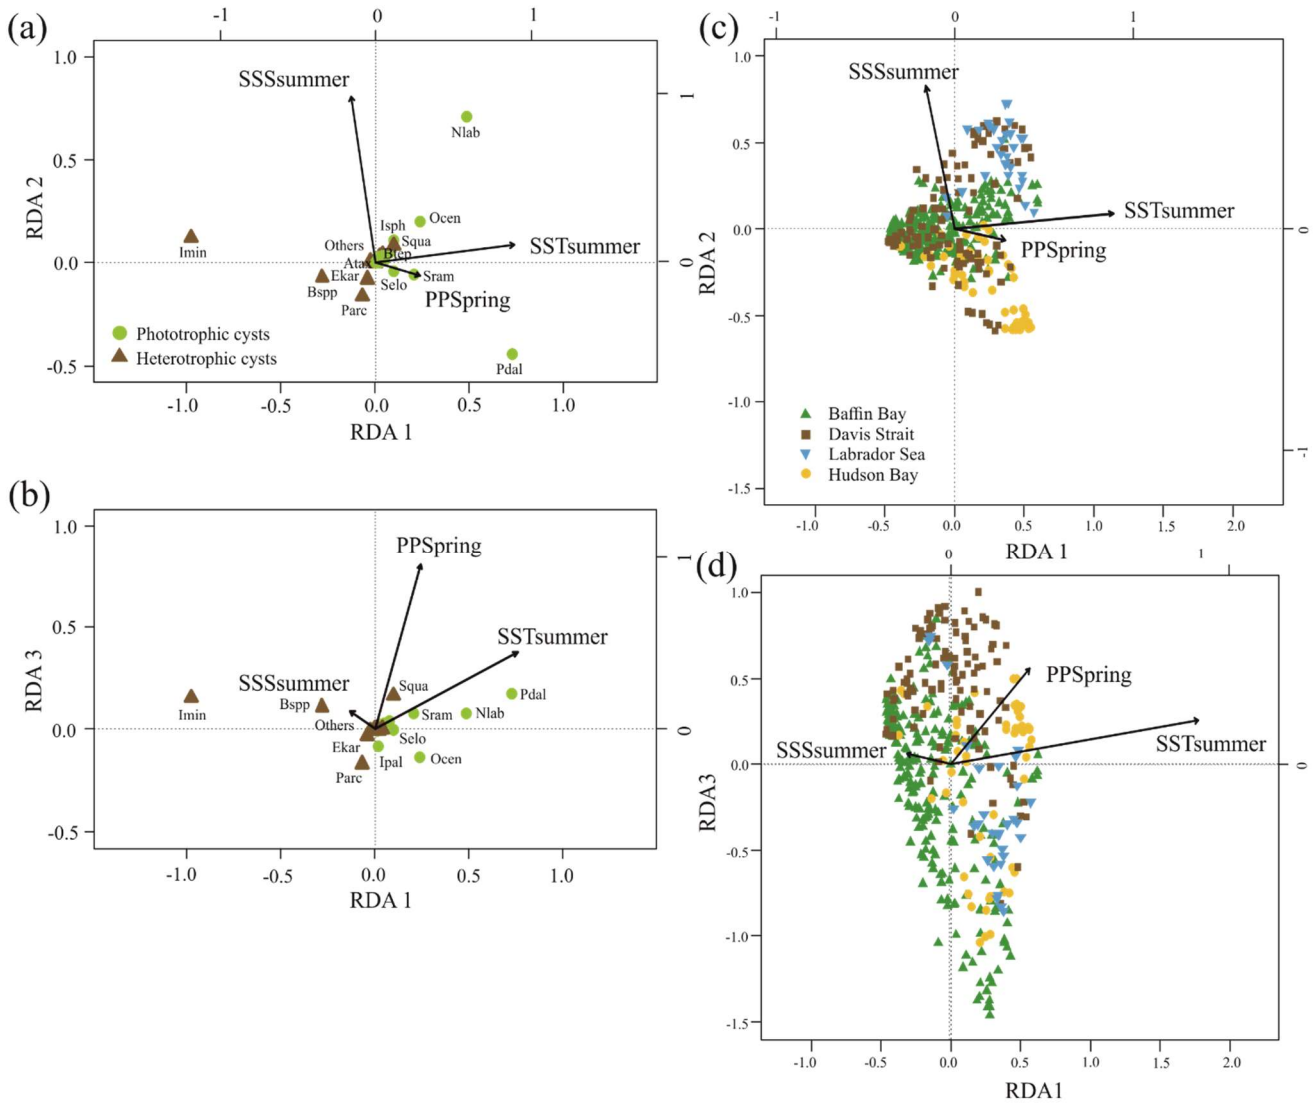 (a)
-1
0
1
1.0
0.5
0.0
-0.5
RDA 2
SSSsummer
Nlab
Ocen
Isph
Squa
Others
Btep
SSTsummer
Imin
Ata
Ekar
Sram
Bspp
Selo
PPSpring
Parc
Phototrophic cysts
Heterotrophic cysts
Pdal
1
0
-1.0
-0.5
0.0
0.5
1.0
RDA 1
(b)
1.0
0.5
0.0
-0.5
RDA 3
PPSpring
SSTsummer
SSSsummer
Squa
Bspp
Pdal
Imin
Others
Sram
Nlab
Ekar
Selo
Parc
Ipal
Ocen
1
0
-1.0
-0.5
0.0
0.5
1.0
RDA 1
(c)
-1
0
1
1.0
0.5
0.0
-0.5
-1.0
-1.5
RDA 2
SSSsummer
SSTsummer
PPSpring
Baffin Bay
Davis Strait
Labrador Sea
Hudson Bay
0
-1
-1.0
-0.5
0.0
0.5
1.0
1.5
2.0
RDA 1
(d)
0
1
1.0
0.5
0.0
-0.5
-1.0
-1.5
RDA3
PPSpring
SSSsummer
SSTsummer
0
-1.0
-0.5
0.0
0.5
1.0
1.5
2.0
RDA1